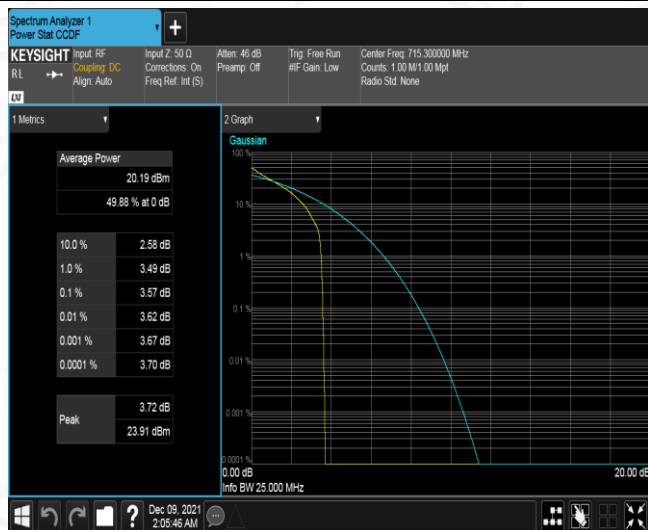 Spectrum Analyzer 1
Power Stat CCDF
+
KEYSIGHT
RL
LXI
Input: RF
Coupling: DC
Align: Auto
Input Z: 50 Ω
Corrections: On
Freq Ref: Int (S)
Atten: 46 dB
Preamp: Off
Trig: Free Run
#IF Gain: Low
Center Freq: 715.300000 MHz
Counts: 1.00 M/1.00 Mpt
Radio Std: None
1 Metrics
Average Power
20.19 dBm
49.88 % at 0 dB
10.0 % 2.58 dB
1.0 % 3.49 dB
0.1 % 3.57 dB
0.01 % 3.62 dB
0.001 % 3.67 dB
0.0001 % 3.70 dB
Peak
3.72 dB
23.91 dBm
2 Graph
Gaussian
100 %
10 %
1 %
0.1 %
0.01 %
0.001 %
0.0001 %
0.00 dB 20.00 dB
Info BW 25.000 MHz
? Dec 09, 2021
2:05:46 AM